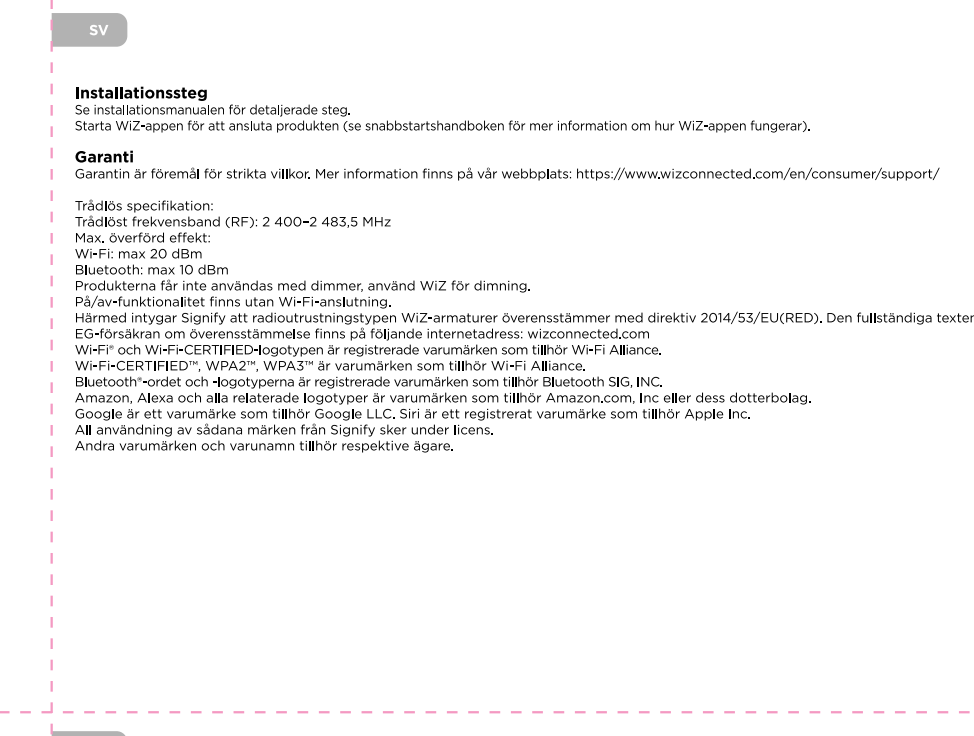 SV
Installationssteg
Se installationsmanualen för detaljerade steg.
Starta WiZ-appen för att ansluta produkten (se snabbstartshandboken för mer information om hur WiZ-appen fungerar).
Garanti
Garantin är föremål för strikta villkor. Mer information finns på vår webbplats: https://www.wizconnected.com/en/consumer/support/
Trådlös specifikation:
Trådlöst frekvensband (RF): 2 400–2 483,5 MHz
Max. överförd effekt:
Wi-Fi: max 20 dBm
Bluetooth: max 10 dBm
Produkterna får inte användas med dimmer, använd WiZ för dimning.
På/av-funktionalitet finns utan Wi-Fi-anslutning.
Härmed intygar Signify att radioutrustningstypen WiZ-armaturer överensstämmer med direktiv 2014/53/EU(RED). Den fullständiga texten
EG-försäkran om överensstämmelse finns på följande internetadress: wizconnected.com
Wi-Fi® och Wi-Fi-CERTIFIED-logotypen är registrerade varumärken som tillhör Wi-Fi Alliance.
Wi-Fi-CERTIFIED™, WPA2™, WPA3™ är varumärken som tillhör Wi-Fi Alliance.
Bluetooth®-ordet och -logotyperna är registrerade varumärken som tillhör Bluetooth SIG, INC.
Amazon, Alexa och alla relaterade logotyper är varumärken som tillhör Amazon.com, Inc eller dess dotterbolag.
Google är ett varumärke som tillhör Google LLC. Siri är ett registrerat varumärke som tillhör Apple Inc.
All användning av sådana märken från Signify sker under licens.
Andra varumärken och varunamn tillhör respektive ägare.